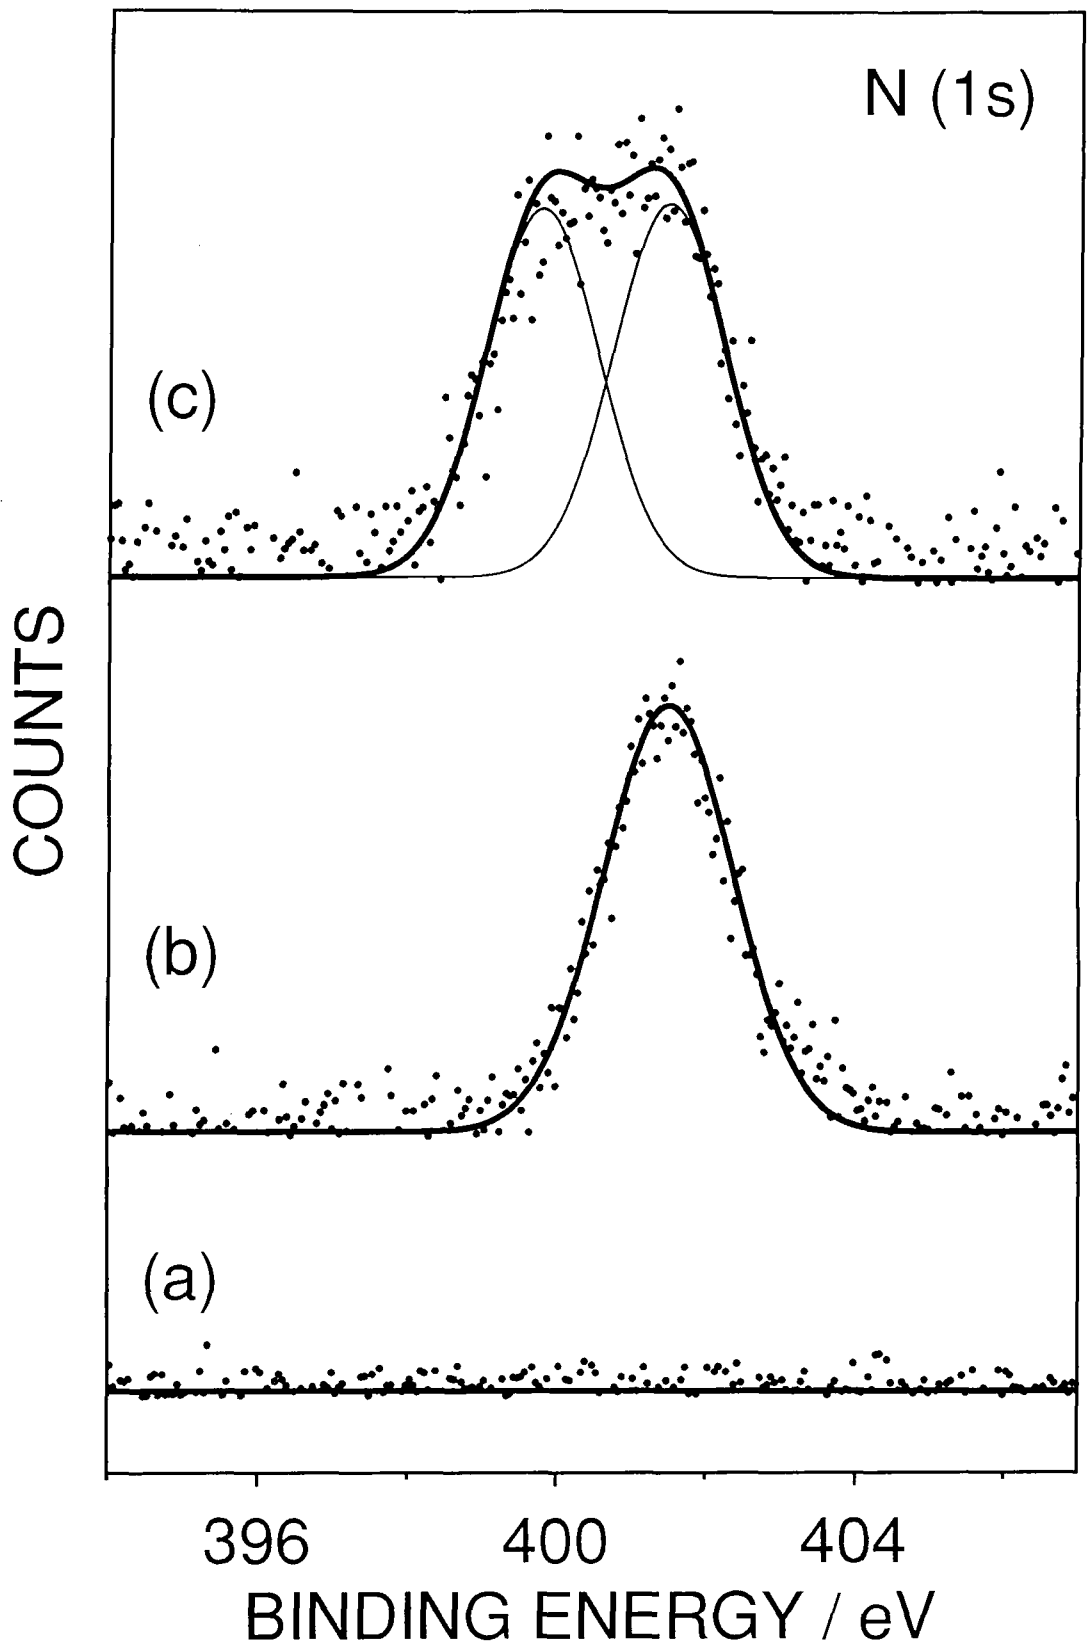 N (1s)
(c)
COUNTS
(b)
(a)
396 400 404
BINDING ENERGY / eV